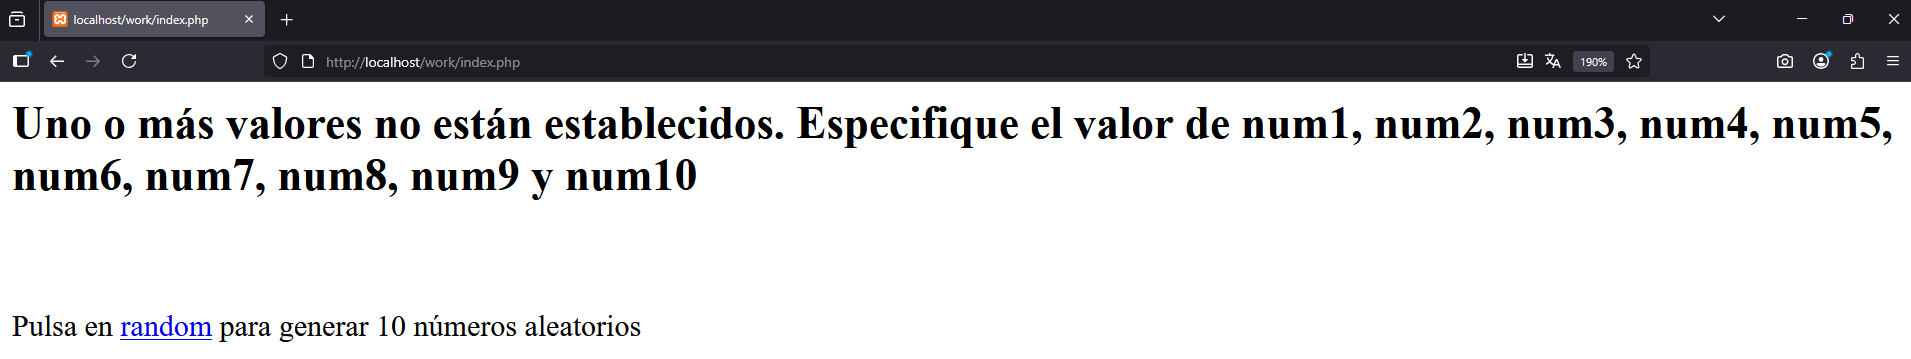 localhost/work/index.php
http://localhost/work/index.php
190%
Uno o más valores no están establecidos. Especifique el valor de num1, num2, num3, num4, num5,
num6, num7, num8, num9 y num10
Pulsa en random para generar 10 números aleatorios